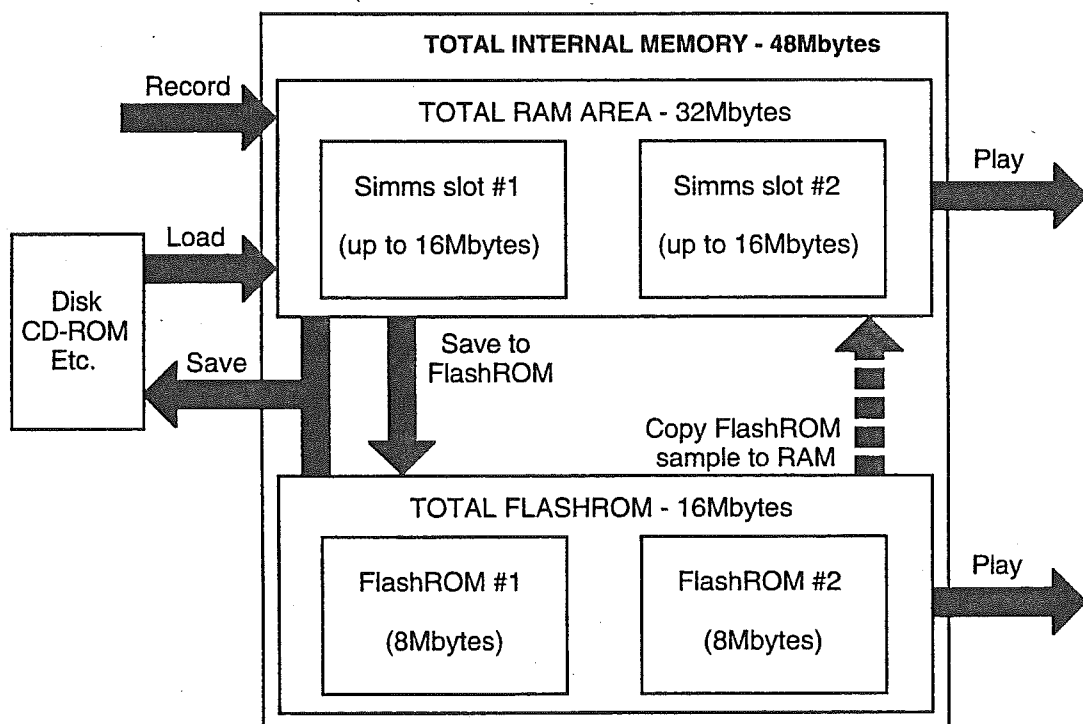 TOTAL INTERNAL MEMORY - 48Mbytes
Record
TOTAL RAM AREA - 32Mbytes
Simms slot #1
(up to 16Mbytes)
Simms slot #2
(up to 16Mbytes)
Play
Load
Disk
CD-ROM
Etc.
Save
Save to
FlashROM
Copy FlashROM
sample to RAM
TOTAL FLASHROM - 16Mbytes
FlashROM #1
(8Mbytes)
FlashROM #2
(8Mbytes)
Play